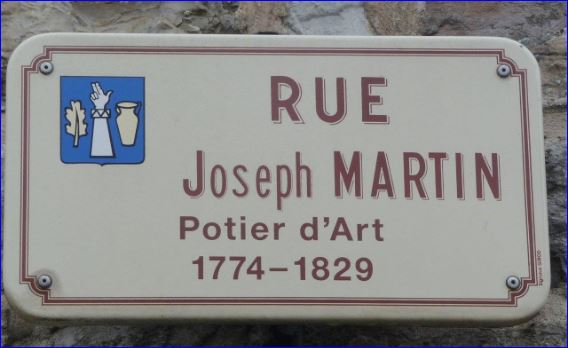 RUE
Joseph MARTIN
Potier d'Art
1774-1829